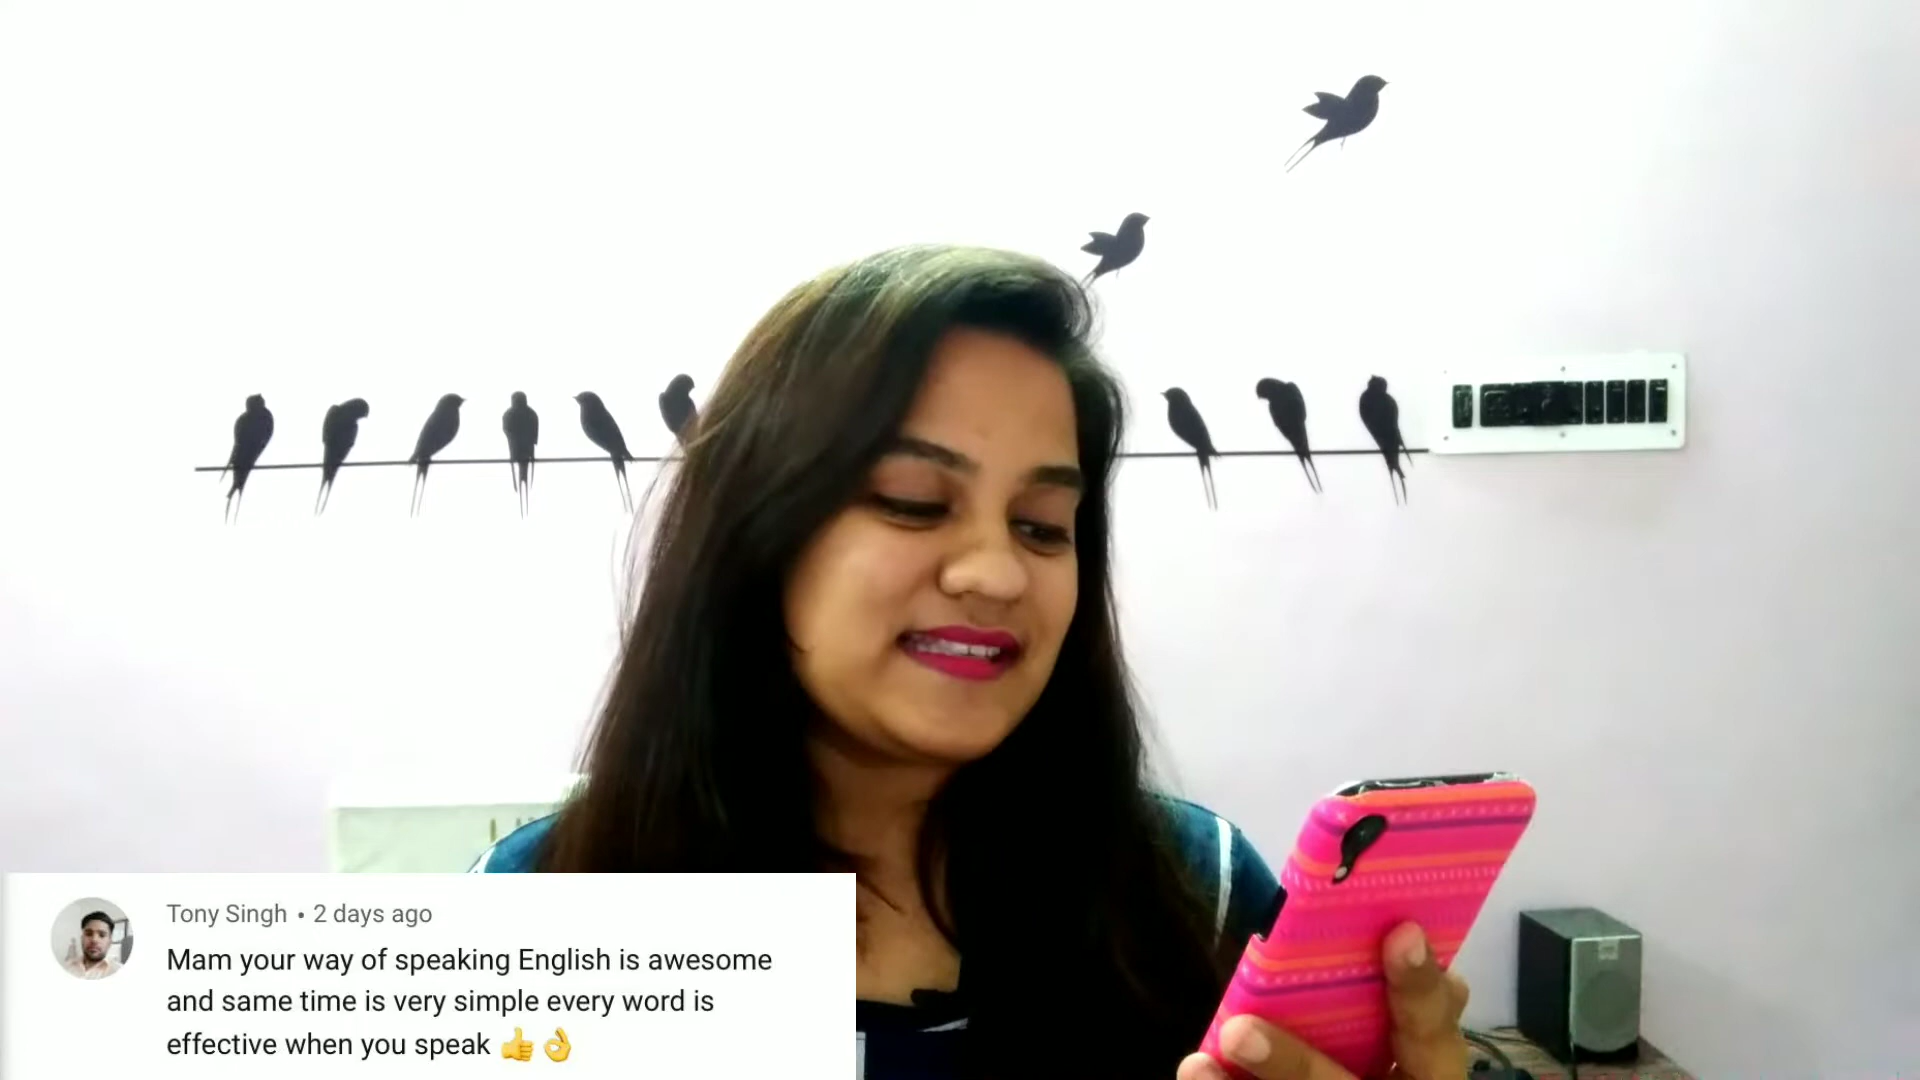 Tony Singh • 2 days ago
Mam your way of speaking English is awesome
and same time is very simple every word is
effective when you speak 👍👌